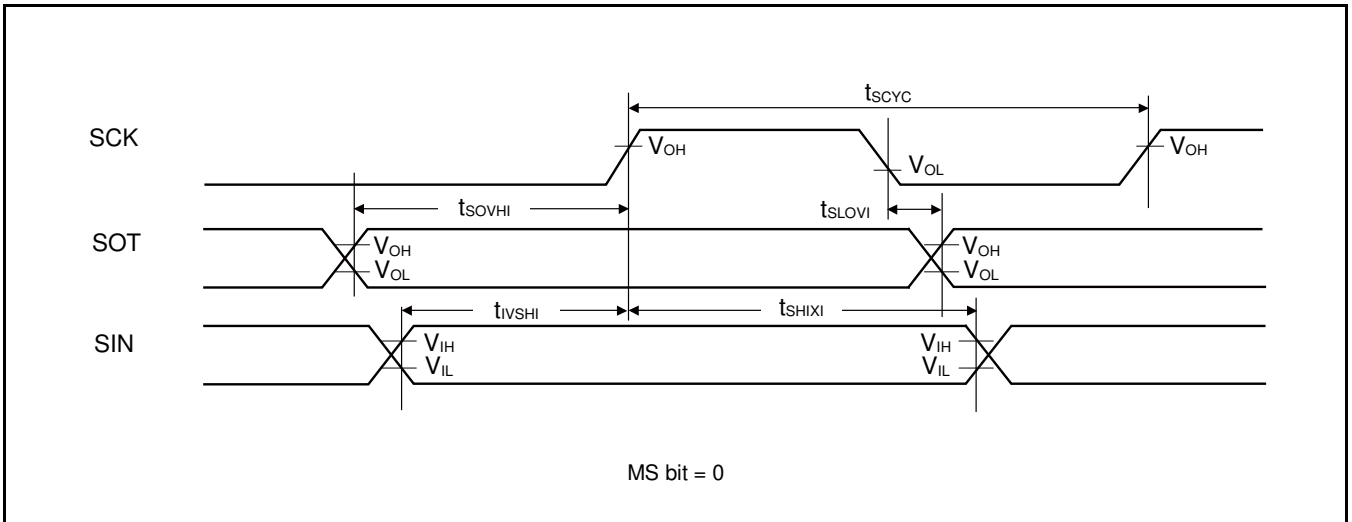 tSCYC
SCK
VOH
VOL
VOH
tSOVHI
tSLOVI
SOT
VOH
VOL
VOH
VOL
tIVSHI
tSHIXI
SIN
VIH
VIL
VIH
VIL
MS bit = 0